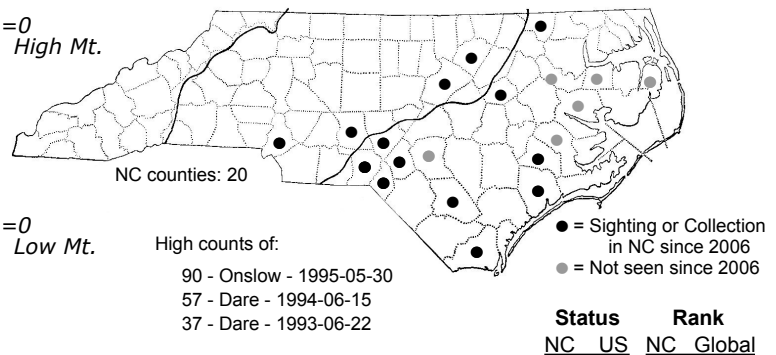 =0
High Mt.
NC counties: 20
=0
Low Mt.
High counts of:
90 - Onslow - 1995-05-30
57 - Dare - 1994-06-15
37 - Dare - 1993-06-22
● = Sighting or Collection
in NC since 2006
● = Not seen since 2006
Status Rank
NC US NC Global